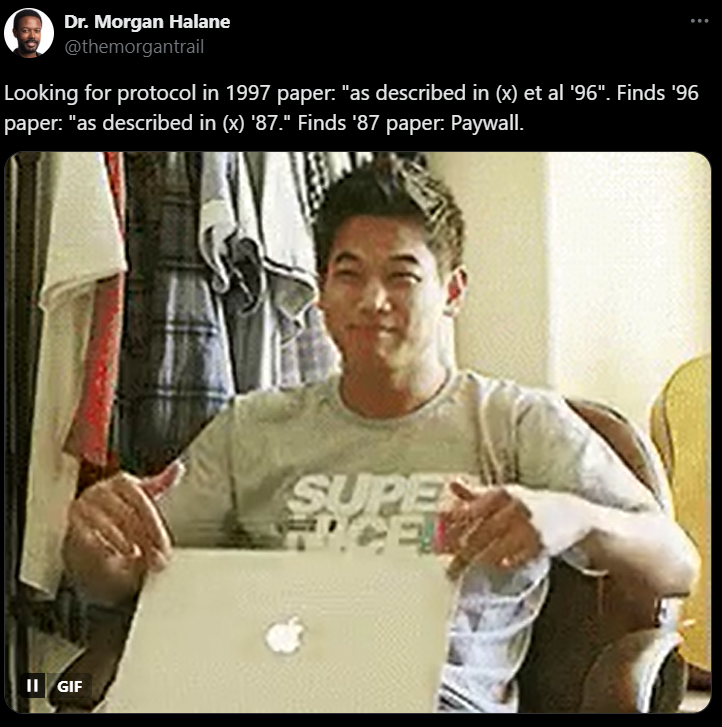 Dr. Morgan Halane
@themorgantrail
Looking for protocol in 1997 paper: "as described in (x) et al '96". Finds '96
paper: "as described in (x) '87." Finds '87 paper: Paywall.
SUPE
GIF